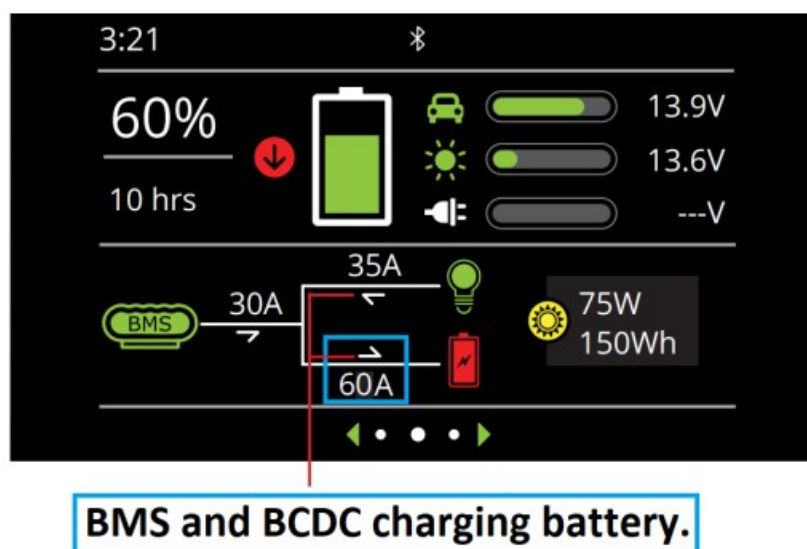 3:21
60%
13.9V
13.6V
10 hrs
---V
35A
30A
BMS
75W
150Wh
60A
BMS and BCDC charging battery.